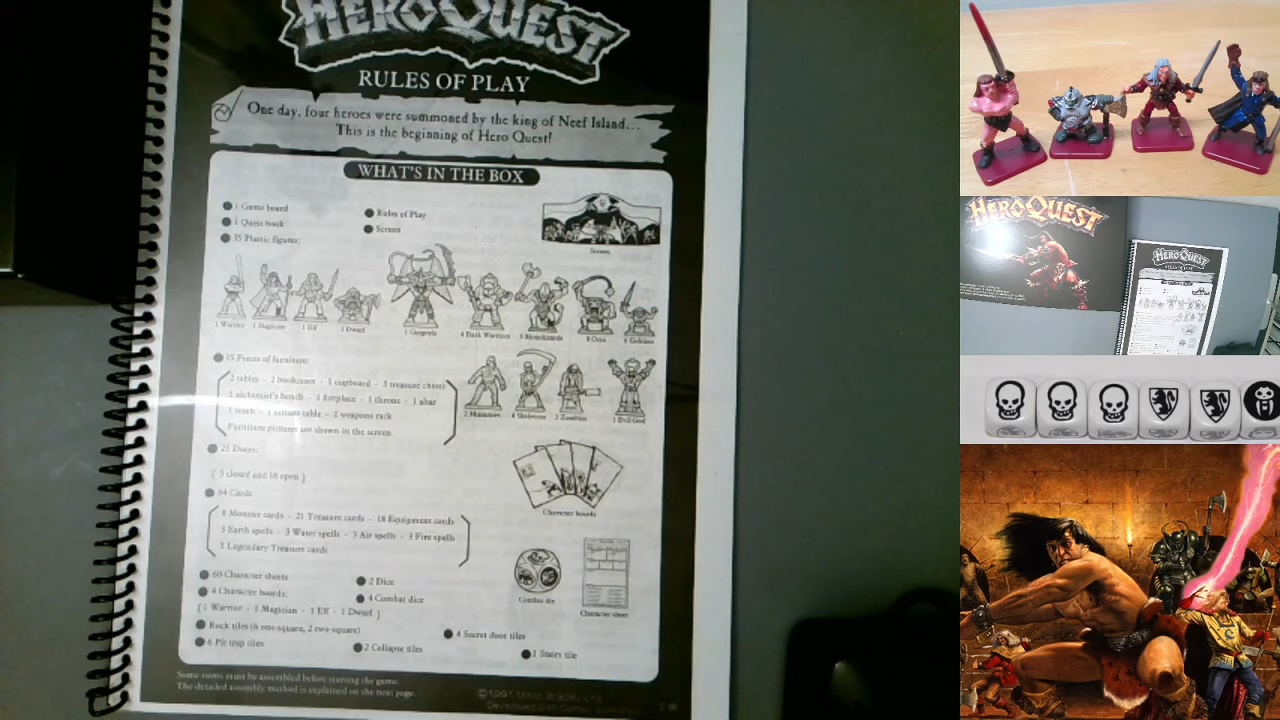 HEROQUEST
RULES OF PLAY
One day, four heroes were summoned by the king of Neef Island...
This is the beginning of Hero Quest!
WHAT'S IN THE BOX
1 Game board
Rules of Play
1 Quest book
Screen
35 Plastic figures:
Screen
1 Warrior
1 Magician
1 Elf
1 Dwarf
1 Gargoyle
4 Dark Warriors
8 Orcs
6 Goblins
15 Pieces of furniture:
2 tables - 2 bookcases - 1 cupboard - 3 treasure chests
1 alchemist's bench - 1 fireplace - 1 throne - 1 altar
1 tomb - 1 torture table - 1 weapons rack
Furniture pictures are shown in the screen.
2 Mummies
4 Skeletons
2 Zombies
1 Evil God
21 Doors:
( 5 closed and 16 open )
64 Cards
8 Monster cards - 21 Treasure cards - 18 Equipment cards
3 Earth spells - 3 Water spells - 3 Air spells - 3 Fire spells
5 Legendary Treasure cards
Character boards
60 Character sheets
2 Dice
4 Character boards:
4 Combat dice
( 1 Warrior - 1 Magician - 1 Elf - 1 Dwarf )
Combat die
Character sheet
Rock tiles (6 one-square, 2 two-square)
4 Secret door tiles
6 Pit trap tiles
2 Collapse tiles
1 Stairs tile
Some items must be assembled before starting the game.
The detailed assembly method is explained on the next page.
HEROQUEST
HEROQUEST